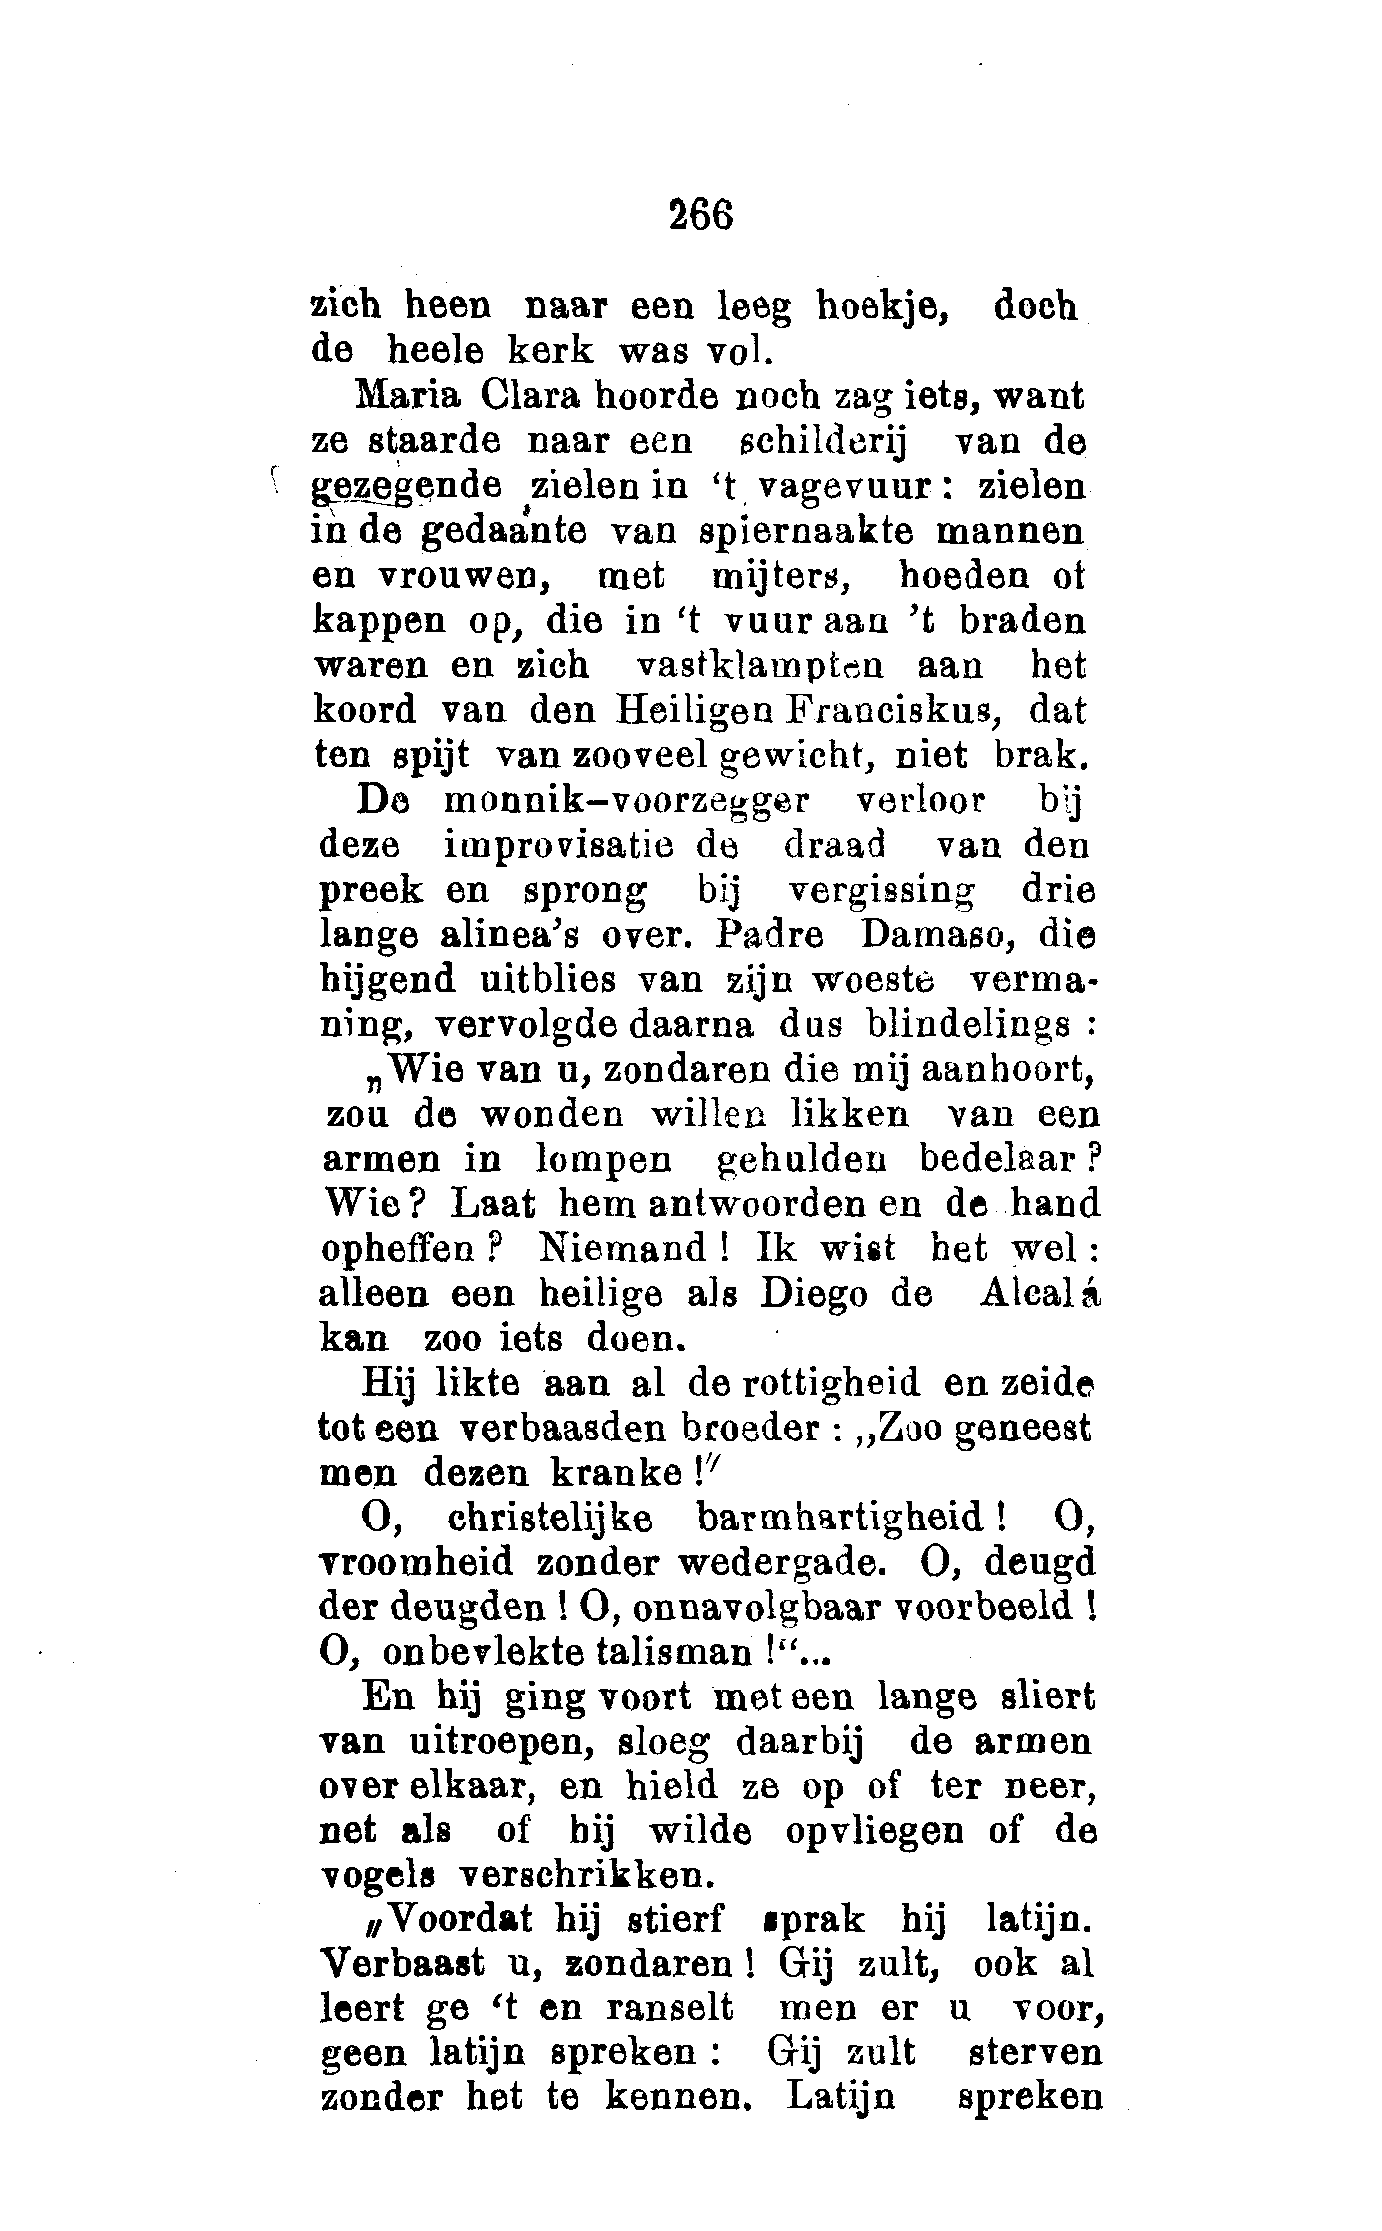 266
zich heen naar een leeg hoekje, doch
de heele kerk was vol.
Maria Clara hoorde noch zag iets, want
ze staarde naar een schilderij van de
gezegende zielen in ‘t vagevuur : zielen
in de gedaante van spiernaakte mannen
en vrouwen, met mijters, hoeden of
kappen op, die in ‘t vuur aan ’t braden
waren en zich vastklampten aan het
koord van den Heiligen Franciskus, dat
ten spijt van zooveel gewicht, niet brak.
De monnik-voorzegger verloor bij
deze improvisatie de draad van den
preek en sprong bij vergissing drie
lange alinea’s over. Padre Damaso, die
hijgend uitblies van zijn woeste verma-
ning, vervolgde daarna dus blindelings :
„Wie van u, zondaren die mij aanhoort,
zou de wonden willen likken van een
armen in lompen gehulden bedelaar ?
Wie ? Laat hem antwoorden en de hand
opheffen ? Niemand ! Ik wist het wel :
alleen een heilige als Diego de Alcalá
kan zoo iets doen.
Hij likte aan al de rottigheid en zeide
tot een verbaasden broeder : ,,Zoo geneest
men dezen kranke !”
O, christelijke barmhartigheid ! O,
vroomheid zonder wedergade. O, deugd
der deugden ! O, onnavolgbaar voorbeeld !
O, onbevlekte talisman !“...
En hij ging voort met een lange sliert
van uitroepen, sloeg daarbij de armen
over elkaar, en hield ze op of ter neer,
net als of hij wilde opvliegen of de
vogels verschrikken.
„Voordat hij stierf sprak hij latijn.
Verbaast u, zondaren ! Gij zult, ook al
leert ge ‘t en ranselt men er u voor,
geen latijn spreken : Gij zult sterven
zonder het te kennen. Latijn spreken